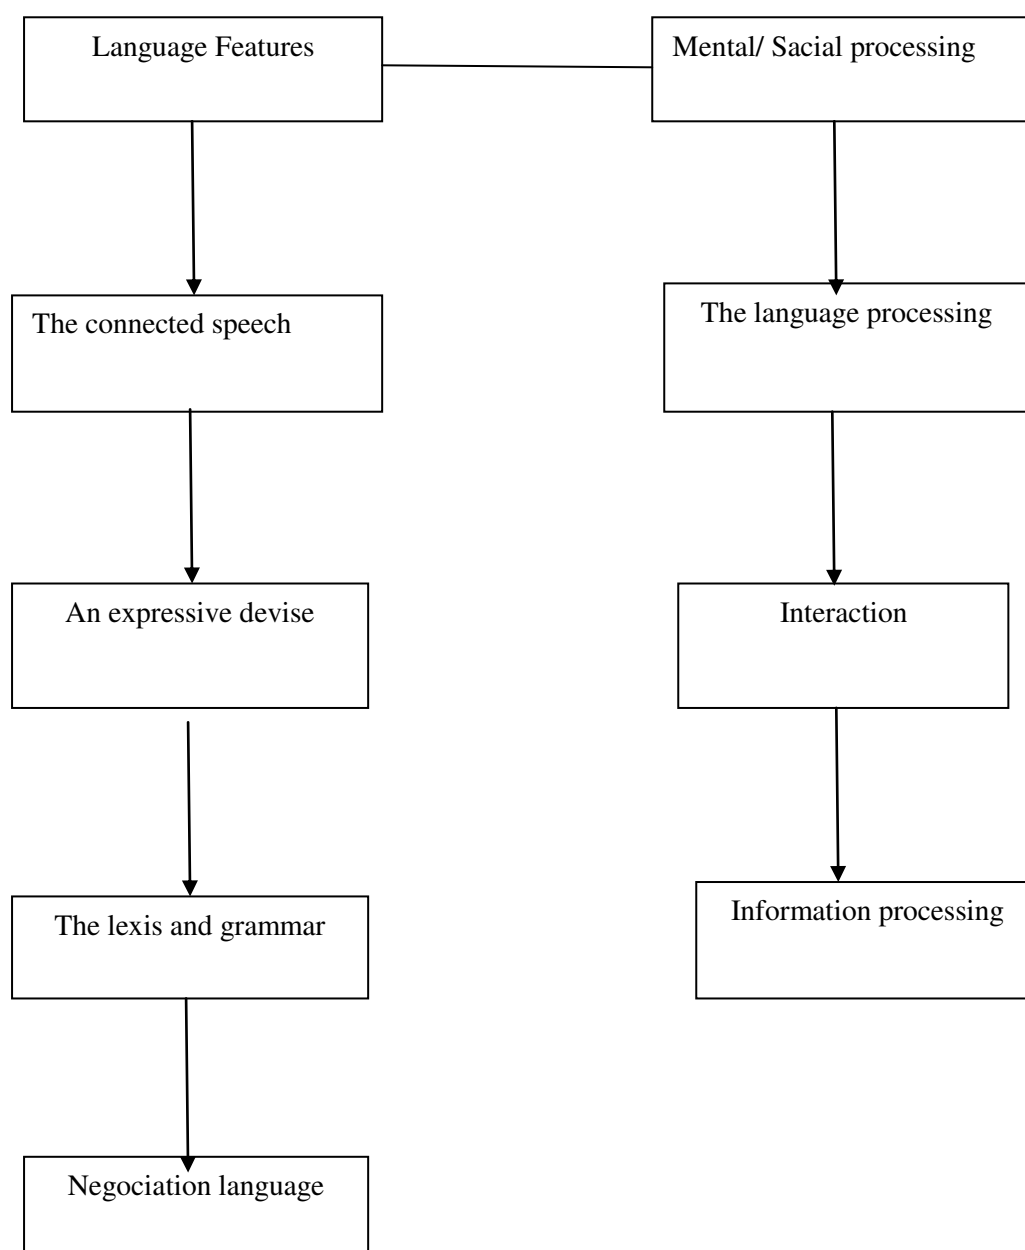 Language Features
Mental/ Sacial processing
The connected speech
The language processing
An expressive devise
Interaction
The lexis and grammar
Information processing
Negociation language